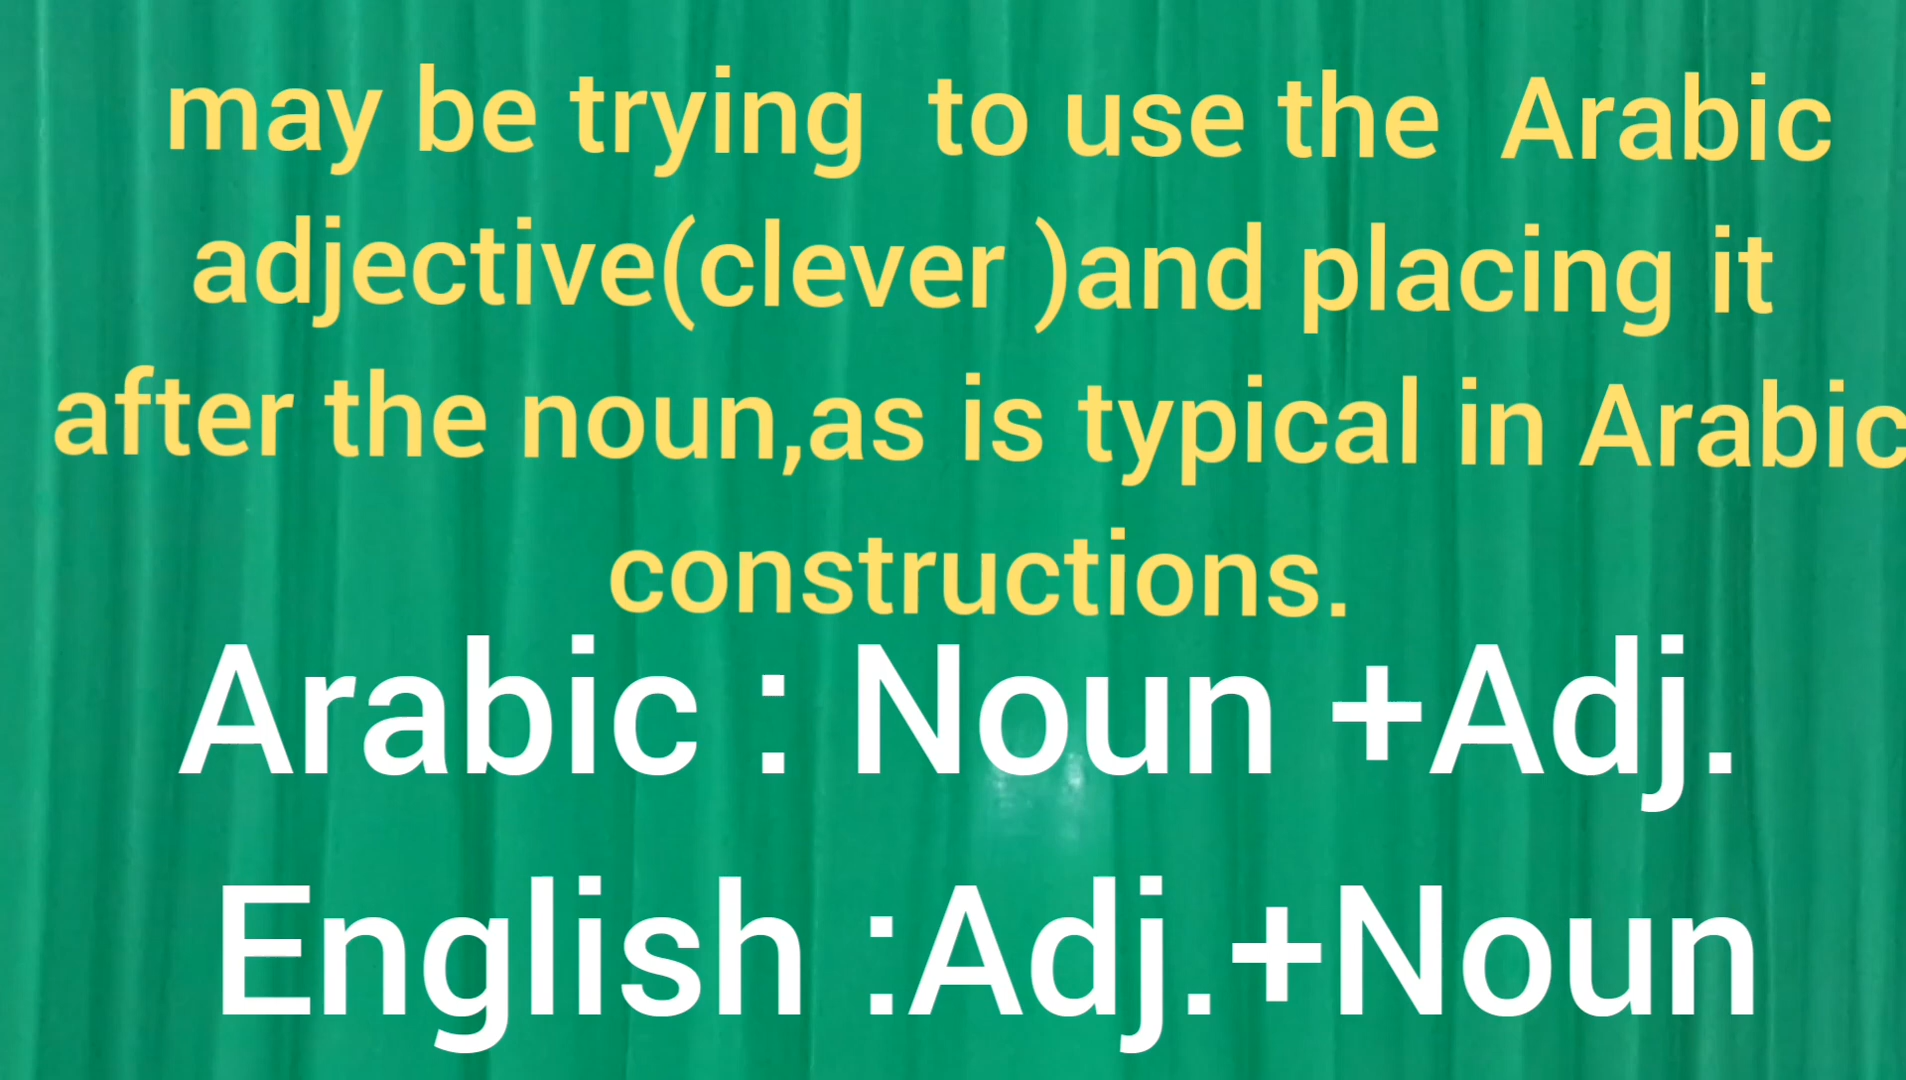 may be trying to use the Arabic
adjective(clever )and placing it
after the noun,as is typical in Arabic
constructions.
Arabic : Noun +Adj.
English :Adj.+Noun